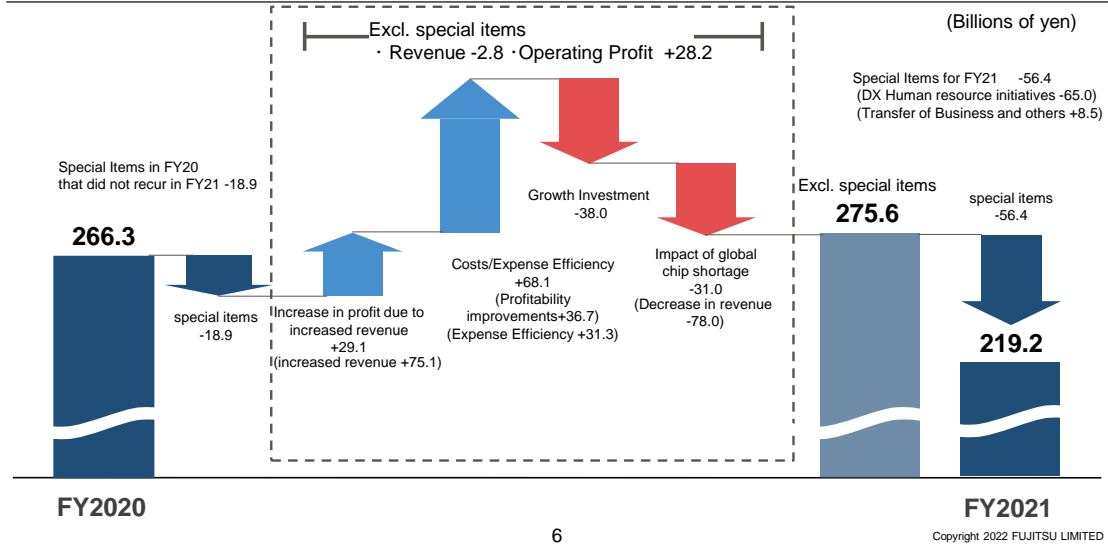 (Billions of yen)
Excl. special items
・ Revenue -2.8 ・Operating Profit +28.2
Special Items for FY21 -56.4
(DX Human resource initiatives -65.0)
(Transfer of Business and others +8.5)
Special Items in FY20
that did not recur in FY21 -18.9
266.3
special items
-18.9
Increase in profit due to
increased revenue
+29.1
(increased revenue +75.1)
Costs/Expense Efficiency
+68.1
(Profitability
improvements+36.7)
(Expense Efficiency +31.3)
Growth Investment
-38.0
Impact of global
chip shortage
-31.0
(Decrease in revenue
-78.0)
Excl. special items
275.6
special items
-56.4
219.2
FY2020
FY2021
6
Copyright 2022 FUJITSU LIMITED